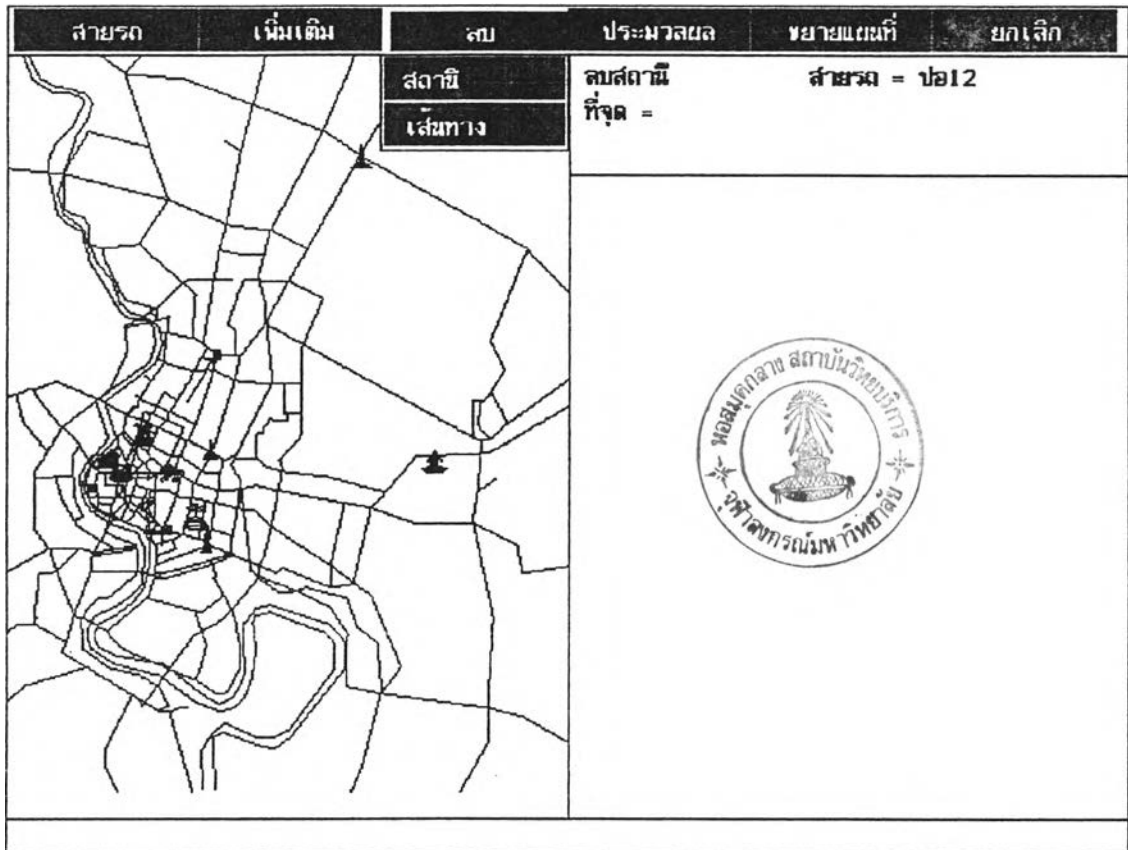 สายรถ เพิ่มเติม ลบ ประมวลผล ขยายแผนที่ ยกเลิก
สถานี
เส้นทาง
ลบสถานี สายรถ = ปอ12
ที่จุด =
หอสมุดกลาง สถาบันวิทยบริการ
จุฬาลงกรณ์มหาวิทยาลัย